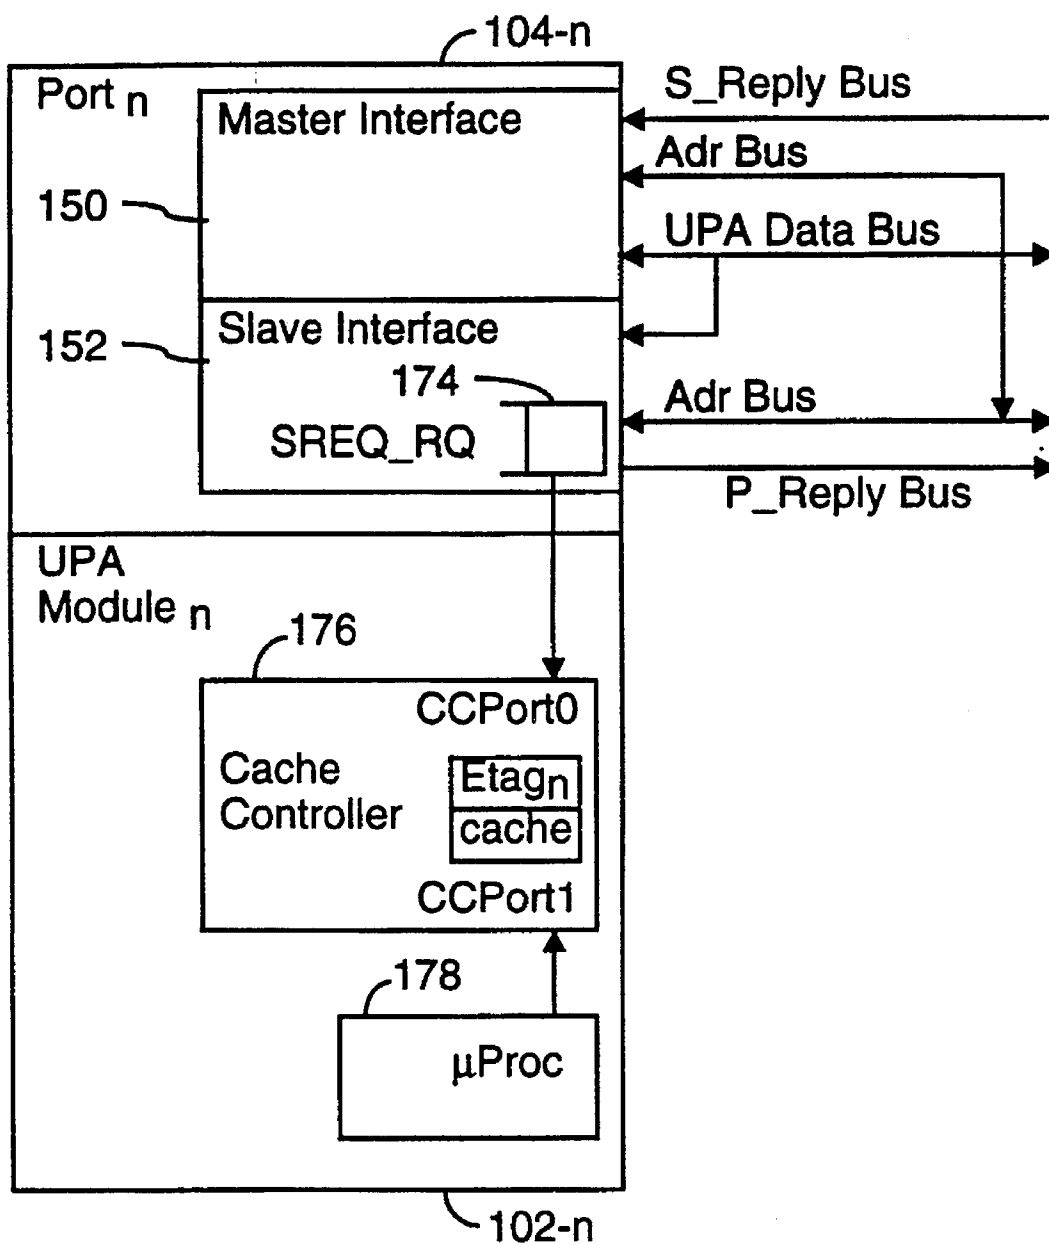 104-n
Port n
S_Reply Bus
Master Interface
Adr Bus
150
UPA Data Bus
Slave Interface
152
174
Adr Bus
SREQ_RQ
P_Reply Bus
UPA
Module n
176
CCPort0
Cache
Controller
Etagn
cache
CCPort1
178
µProc
102-n